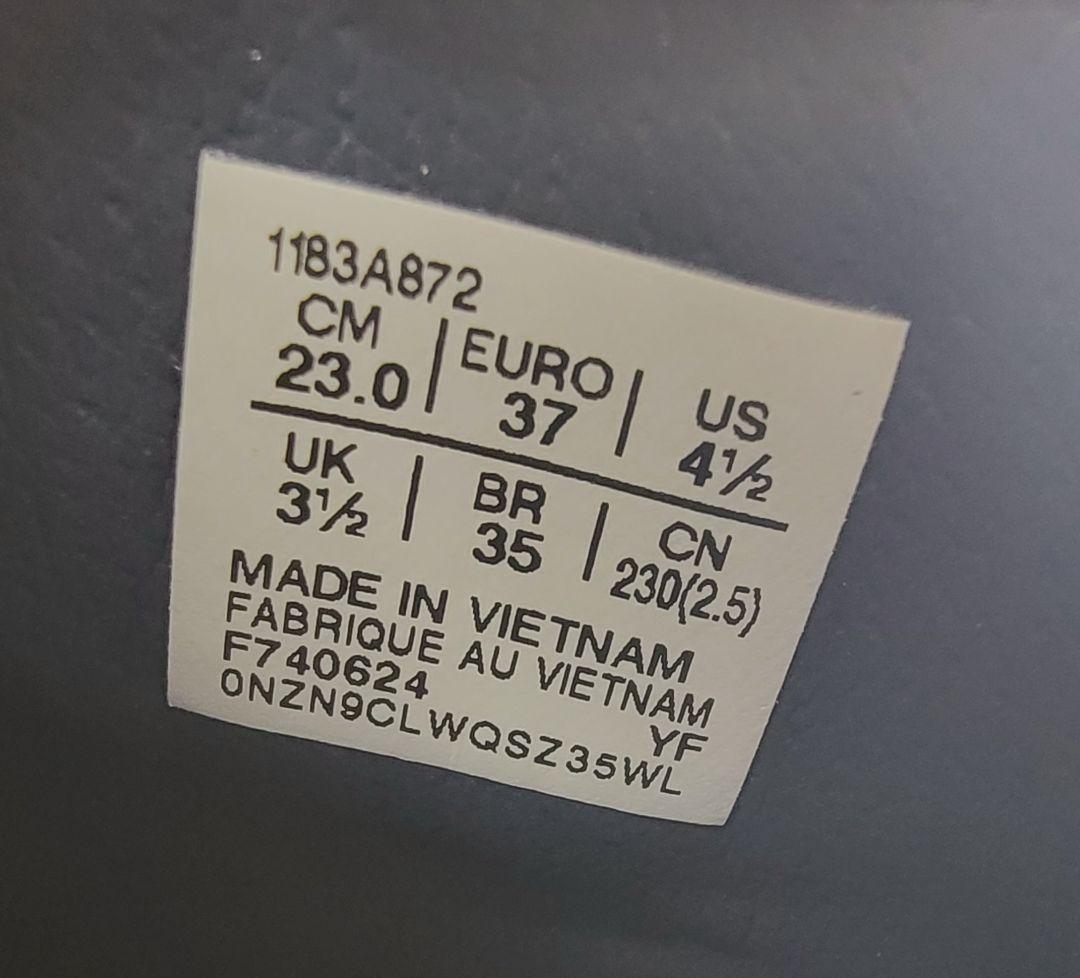 1183A872
CM | EURO | US
23.0 37 4½
UK | BR | CN
3½ 35 230(2.5)
MADE IN VIETNAM
FABRIQUE AU VIETNAM
F740624 YF
0NZN9CLWQSZ35WL